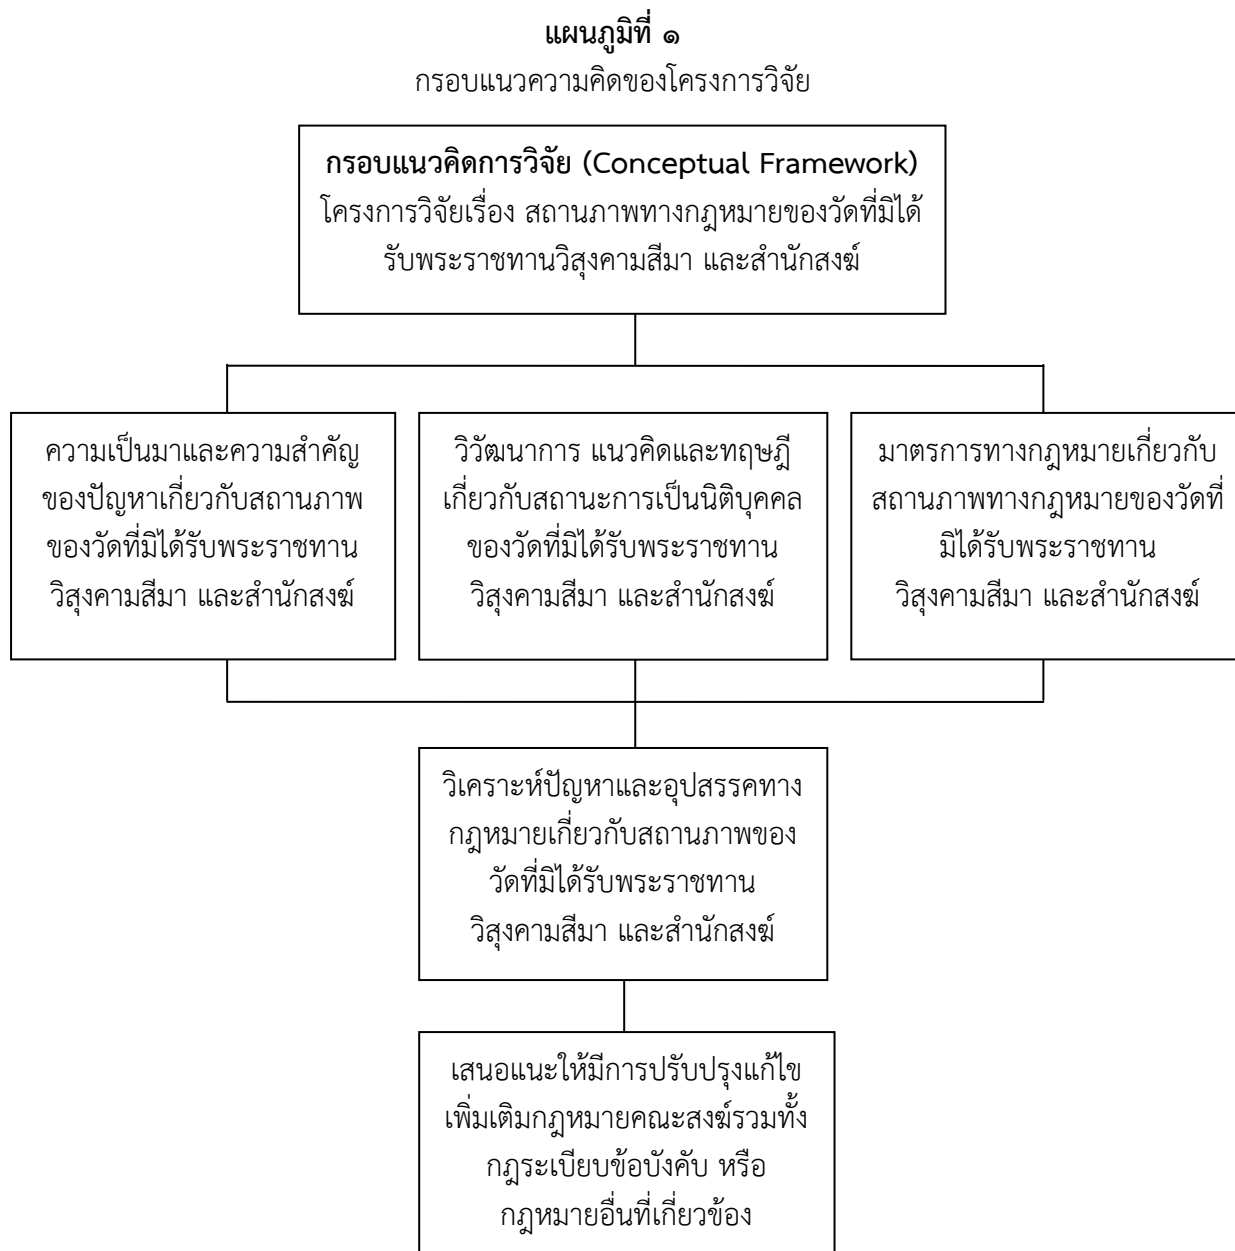 แผนภูมิที่ ๑
กรอบแนวความคิดของโครงการวิจัย
กรอบแนวคิดการวิจัย (Conceptual Framework)
โครงการวิจัยเรื่อง สถานภาพทางกฎหมายของวัดที่มิได้
รับพระราชทานวิสุงคามสีมา และสำนักสงฆ์
ความเป็นมาและความสำคัญ
ของปัญหาเกี่ยวกับสถานภาพ
ของวัดที่มิได้รับพระราชทาน
วิสุงคามสีมา และสำนักสงฆ์
วิวัฒนาการ แนวคิดและทฤษฎี
เกี่ยวกับสถานะการเป็นนิติบุคคล
ของวัดที่มิได้รับพระราชทาน
วิสุงคามสีมา และสำนักสงฆ์
มาตรการทางกฎหมายเกี่ยวกับ
สถานภาพทางกฎหมายของวัดที่
มิได้รับพระราชทาน
วิสุงคามสีมา และสำนักสงฆ์
วิเคราะห์ปัญหาและอุปสรรคทาง
กฎหมายเกี่ยวกับสถานภาพของ
วัดที่มิได้รับพระราชทาน
วิสุงคามสีมา และสำนักสงฆ์
เสนอแนะให้มีการปรับปรุงแก้ไข
เพิ่มเติมกฎหมายคณะสงฆ์รวมทั้ง
กฎระเบียบข้อบังคับ หรือ
กฎหมายอื่นที่เกี่ยวข้อง